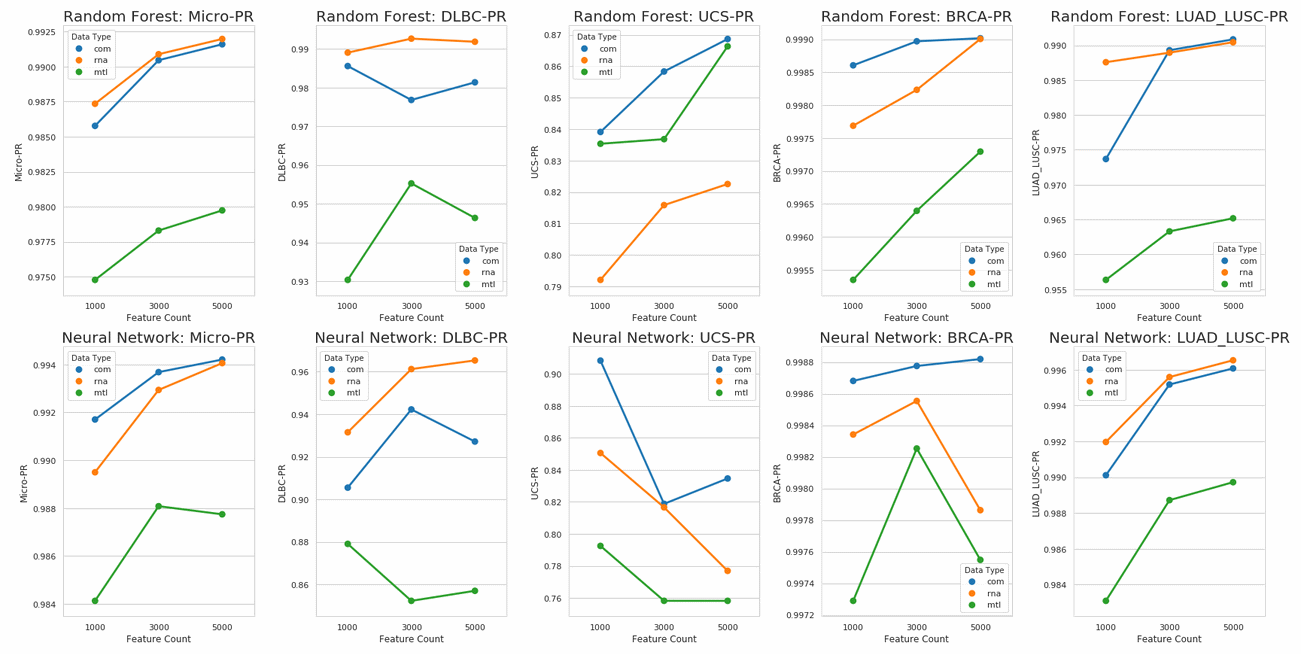 Random Forest: Micro-PR
Data Type
com
rna
mtl
0.9925
0.9900
0.9875
0.9850
0.9825
0.9800
0.9775
0.9750
Micro-PR
1000 3000 5000
Feature Count
Random Forest: DLBC-PR
0.99
0.98
0.97
0.96
0.95
0.94
0.93
DLBC-PR
Data Type
com
rna
mtl
1000 3000 5000
Feature Count
Random Forest: UCS-PR
Data Type
com
rna
mtl
0.87
0.86
0.85
0.84
0.83
0.82
0.81
0.80
0.79
UCS-PR
1000 3000 5000
Feature Count
Random Forest: BRCA-PR
0.9990
0.9985
0.9980
0.9975
0.9970
0.9965
0.9960
0.9955
BRCA-PR
Data Type
com
rna
mtl
1000 3000 5000
Feature Count
Random Forest: LUAD_LUSC-PR
0.990
0.985
0.980
0.975
0.970
0.965
0.960
0.955
LUAD_LUSC-PR
Data Type
com
rna
mtl
1000 3000 5000
Feature Count
Neural Network: Micro-PR
Data Type
com
rna
mtl
0.994
0.992
0.990
0.988
0.986
0.984
Micro-PR
1000 3000 5000
Feature Count
Neural Network: DLBC-PR
Data Type
com
rna
mtl
0.96
0.94
0.92
0.90
0.88
0.86
DLBC-PR
1000 3000 5000
Feature Count
Neural Network: UCS-PR
Data Type
com
rna
mtl
0.90
0.88
0.86
0.84
0.82
0.80
0.78
0.76
UCS-PR
1000 3000 5000
Feature Count
Neural Network: BRCA-PR
0.9988
0.9986
0.9984
0.9982
0.9980
0.9978
0.9976
0.9974
0.9972
BRCA-PR
Data Type
com
rna
mtl
1000 3000 5000
Feature Count
Neural Network: LUAD_LUSC-PR
Data Type
com
rna
mtl
0.996
0.994
0.992
0.990
0.988
0.986
0.984
LUAD_LUSC-PR
1000 3000 5000
Feature Count